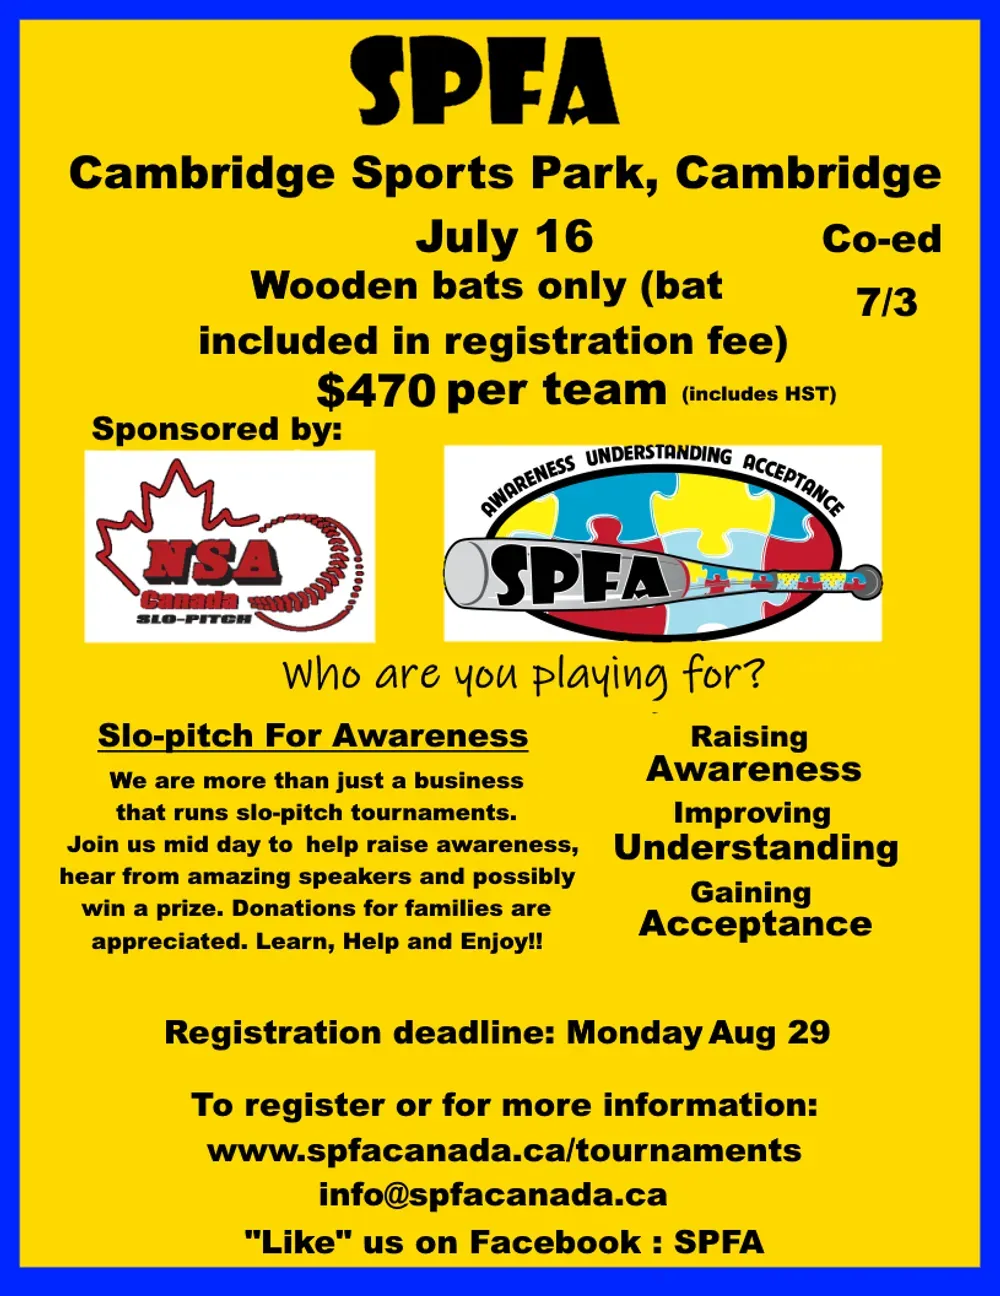 SPFA
Cambridge Sports Park, Cambridge
July 16
Co-ed
7/3
Wooden bats only (bat
included in registration fee)
$470 per team (includes HST)
Sponsored by:
NSA
Canada
SLO-PITCH
AWARENESS UNDERSTANDING ACCEPTANCE
SPFA
Who are you playing for?
Slo-pitch For Awareness
We are more than just a business
that runs slo-pitch tournaments.
Join us mid day to help raise awareness,
hear from amazing speakers and possibly
win a prize. Donations for families are
appreciated. Learn, Help and Enjoy!!
Raising
Awareness
Improving
Understanding
Gaining
Acceptance
Registration deadline: Monday Aug 29
To register or for more information:
www.spfacanada.ca/tournaments
info@spfacanada.ca
"Like" us on Facebook : SPFA